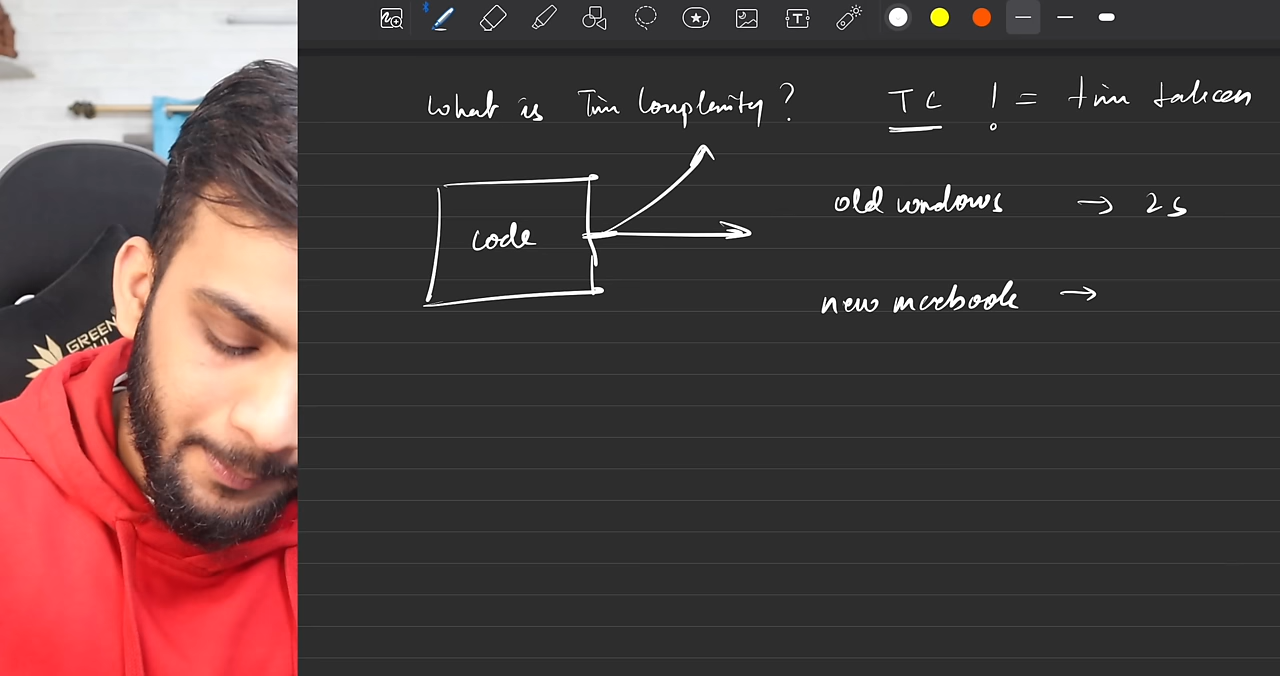 What is Time Complexity? TC != time taken
code
old windows → 2s
new macbook →
GREEN